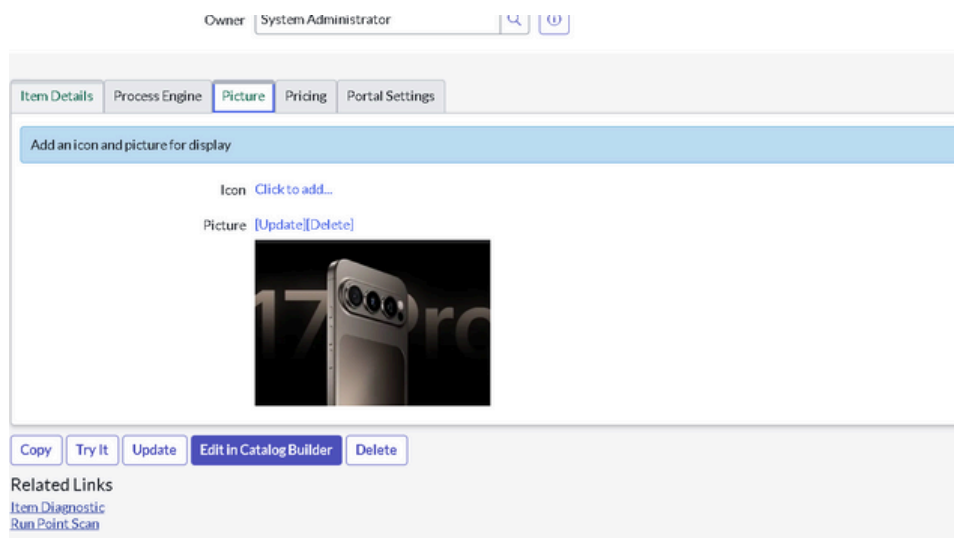 Owner System Administrator
Item Details Process Engine Picture Pricing Portal Settings
Add an icon and picture for display
Icon Click to add...
Picture [Update][Delete]
17 Pro
Copy Try It Update Edit in Catalog Builder Delete
Related Links
Item Diagnostic
Run Point Scan